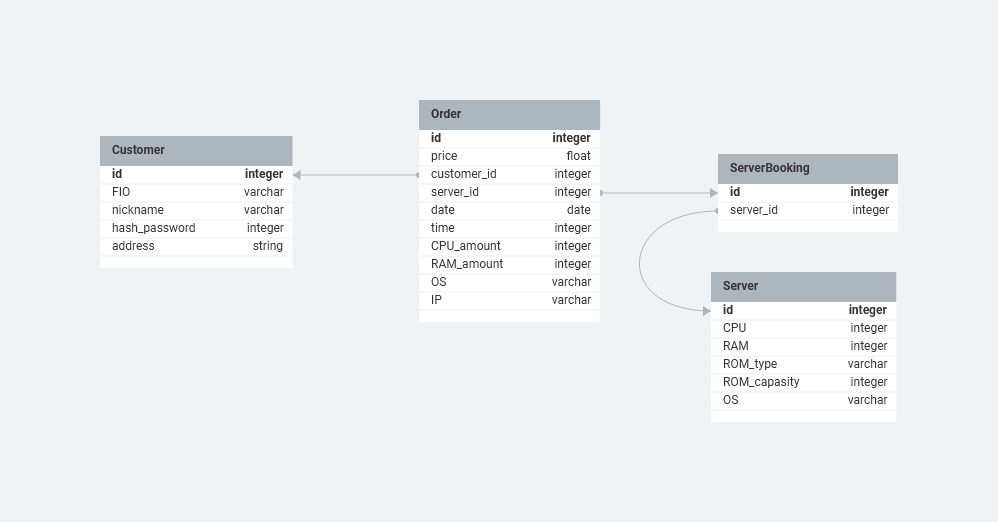 Customer
id integer
FIO varchar
nickname varchar
hash_password integer
address string
Order
id integer
price float
customer_id integer
server_id integer
date date
time integer
CPU_amount integer
RAM_amount integer
OS varchar
IP varchar
ServerBooking
id integer
server_id integer
Server
id integer
CPU integer
RAM integer
ROM_type varchar
ROM_capasity integer
OS varchar